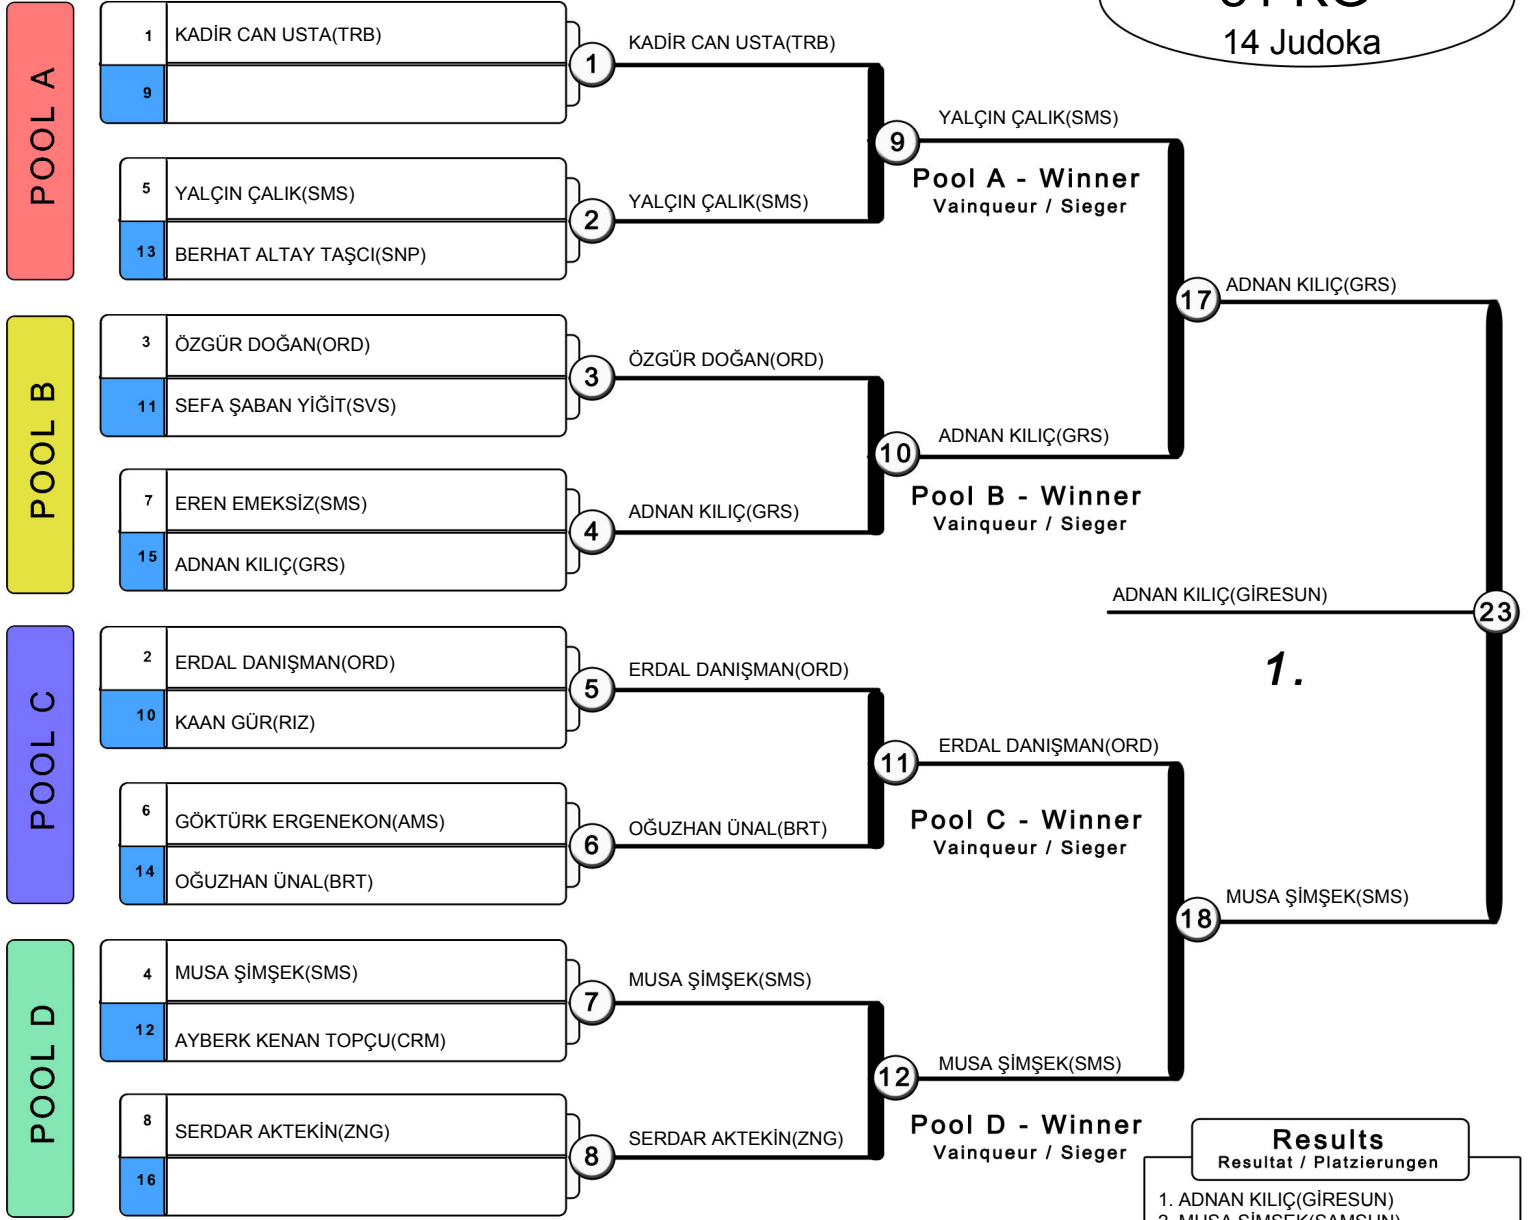 14 Judoka
POOL A
1 KADİR CAN USTA(TRB)
9
5 YALÇIN ÇALIK(SMS)
13 BERHAT ALTAY TAŞCI(SNP)
1
KADİR CAN USTA(TRB)
2
YALÇIN ÇALIK(SMS)
9
YALÇIN ÇALIK(SMS)
Pool A - Winner
Vainqueur / Sieger
POOL B
3 ÖZGÜR DOĞAN(ORD)
11 SEFA ŞABAN YİĞİT(SVS)
7 EREN EMEKSİZ(SMS)
15 ADNAN KILIÇ(GRS)
3
ÖZGÜR DOĞAN(ORD)
4
ADNAN KILIÇ(GRS)
10
ADNAN KILIÇ(GRS)
Pool B - Winner
Vainqueur / Sieger
17
ADNAN KILIÇ(GRS)
ADNAN KILIÇ(GİRESUN)
23
1.
POOL C
2 ERDAL DANIŞMAN(ORD)
10 KAAN GÜR(RIZ)
6 GÖKTÜRK ERGENEKON(AMS)
14 OĞUZHAN ÜNAL(BRT)
5
ERDAL DANIŞMAN(ORD)
6
OĞUZHAN ÜNAL(BRT)
11
ERDAL DANIŞMAN(ORD)
Pool C - Winner
Vainqueur / Sieger
18
MUSA ŞİMŞEK(SMS)
POOL D
4 MUSA ŞİMŞEK(SMS)
12 AYBERK KENAN TOPÇU(CRM)
8 SERDAR AKTEKİN(ZNG)
16
7
MUSA ŞİMŞEK(SMS)
8
SERDAR AKTEKİN(ZNG)
12
MUSA ŞİMŞEK(SMS)
Pool D - Winner
Vainqueur / Sieger
Results
Resultat / Platzierungen
1. ADNAN KILIÇ(GİRESUN)
2. MUSA ŞİMŞEK(SAMSUN)